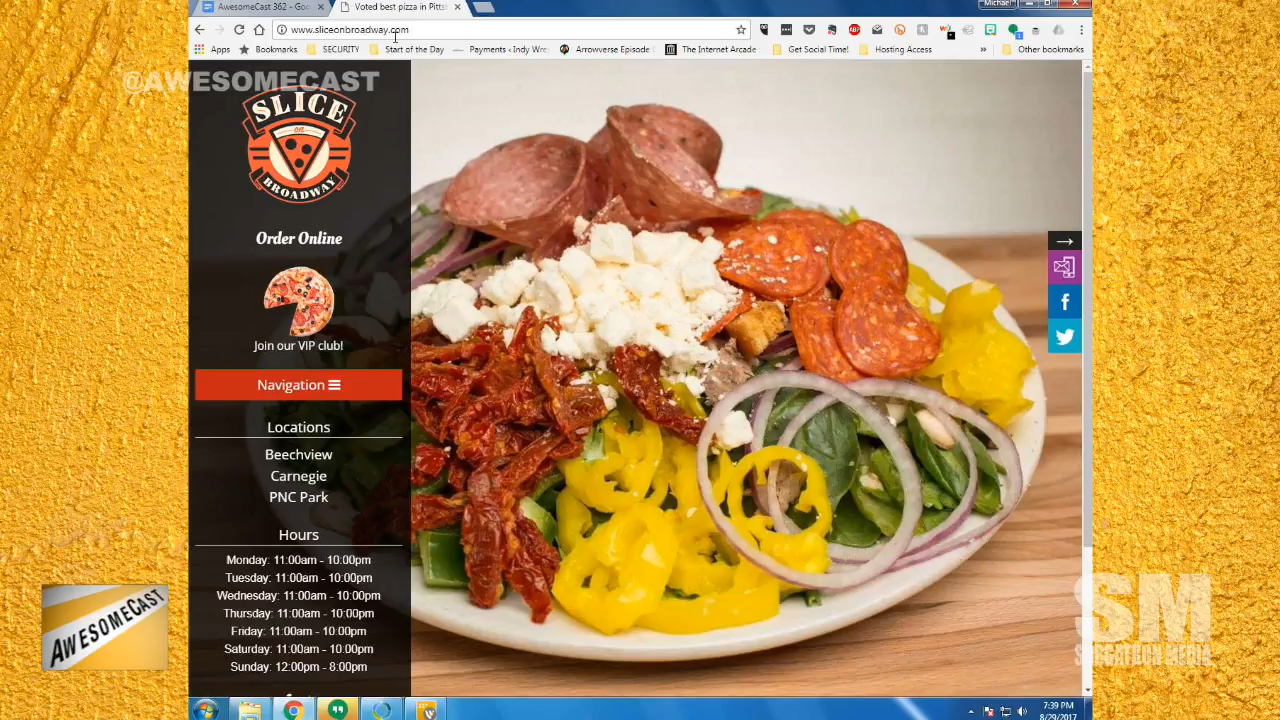 AwesomeCast 362 - Goo
Voted best pizza in Pitts
Michael
www.sliceonbroadway.com
Apps
Bookmarks
SECURITY
Start of the Day
Payments ‹ Indy Wre
Arrowverse Episode
The Internet Arcade
Get Social Time!
Hosting Access
»
Other bookmarks
@AWESOMECAST
SLICE
on
BROADWAY
Order Online
Join our VIP club!
Navigation
Locations
Beechview
Carnegie
PNC Park
Hours
Monday: 11:00am - 10:00pm
Tuesday: 11:00am - 10:00pm
Wednesday: 11:00am - 10:00pm
Thursday: 11:00am - 10:00pm
Friday: 11:00am - 10:00pm
Saturday: 11:00am - 10:00pm
Sunday: 12:00pm - 8:00pm
AWESOMECAST
SM
SORGATRON MEDIA
7:39 PM
8/29/2017